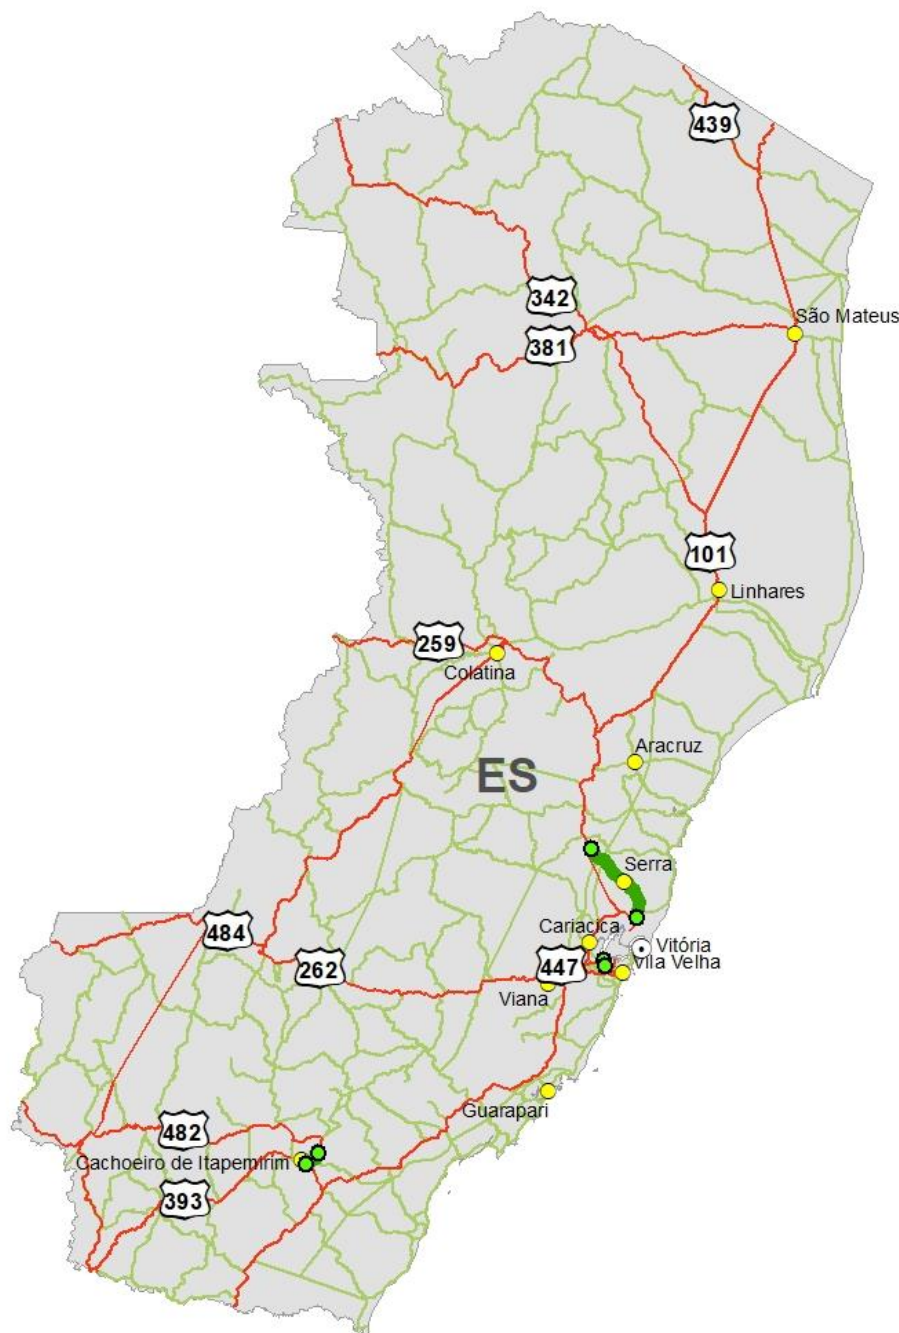 439
342
São Mateus
381
101
Linhares
259
Colatina
Aracruz
ES
Serra
484
Cariacica
Vitória
262
447
Vila Velha
Viana
Guarapari
482
Cachoeiro de Itapemirim
393